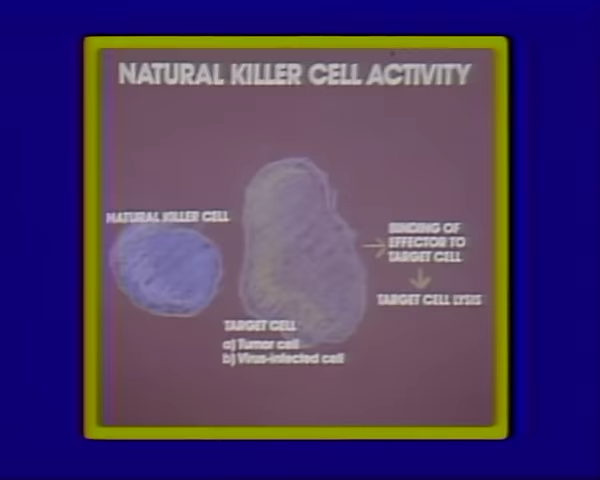 NATURAL KILLER CELL ACTIVITY
NATURAL KILLER CELL
BINDING OF
EFFECTOR TO
TARGET CELL
TARGET CELL LYSIS
TARGET CELL
a) Tumor cell
b) Virus-infected cell